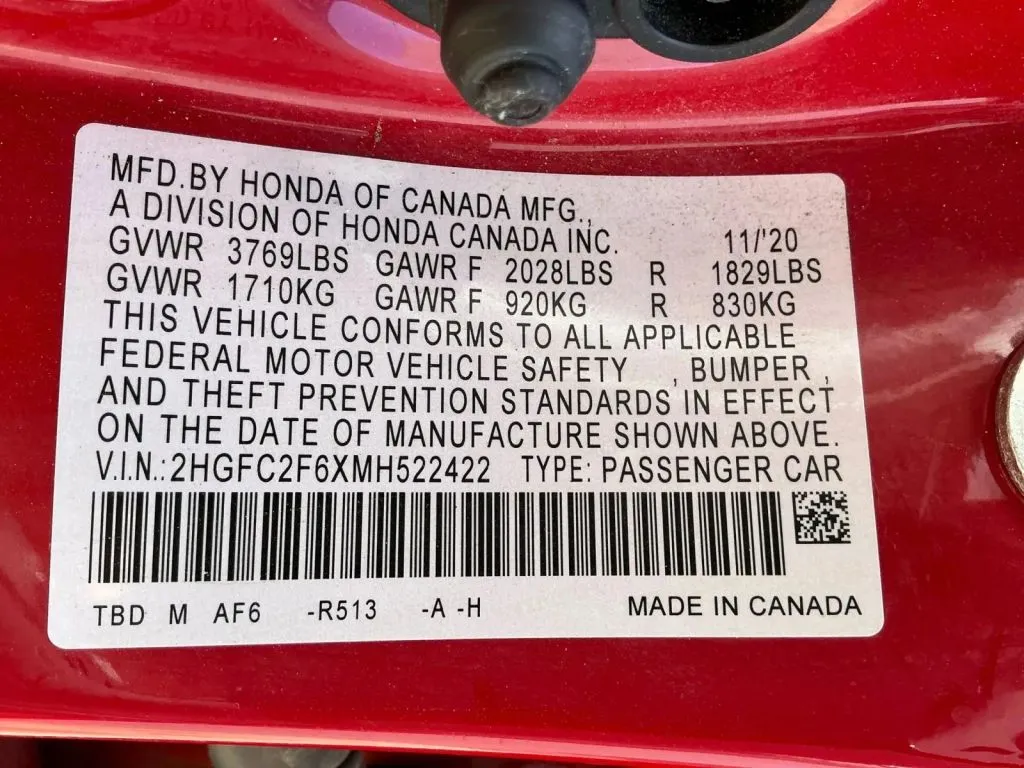 MFD.BY HONDA OF CANADA MFG.,
A DIVISION OF HONDA CANADA INC. 11/'20
GVWR 3769LBS GAWR F 2028LBS R 1829LBS
GVWR 1710KG GAWR F 920KG R 830KG
THIS VEHICLE CONFORMS TO ALL APPLICABLE
FEDERAL MOTOR VEHICLE SAFETY , BUMPER ,
AND THEFT PREVENTION STANDARDS IN EFFECT
ON THE DATE OF MANUFACTURE SHOWN ABOVE.
V.I.N.:2HGFC2F6XMH522422 TYPE: PASSENGER CAR
TBD M AF6 -R513 -A -H MADE IN CANADA